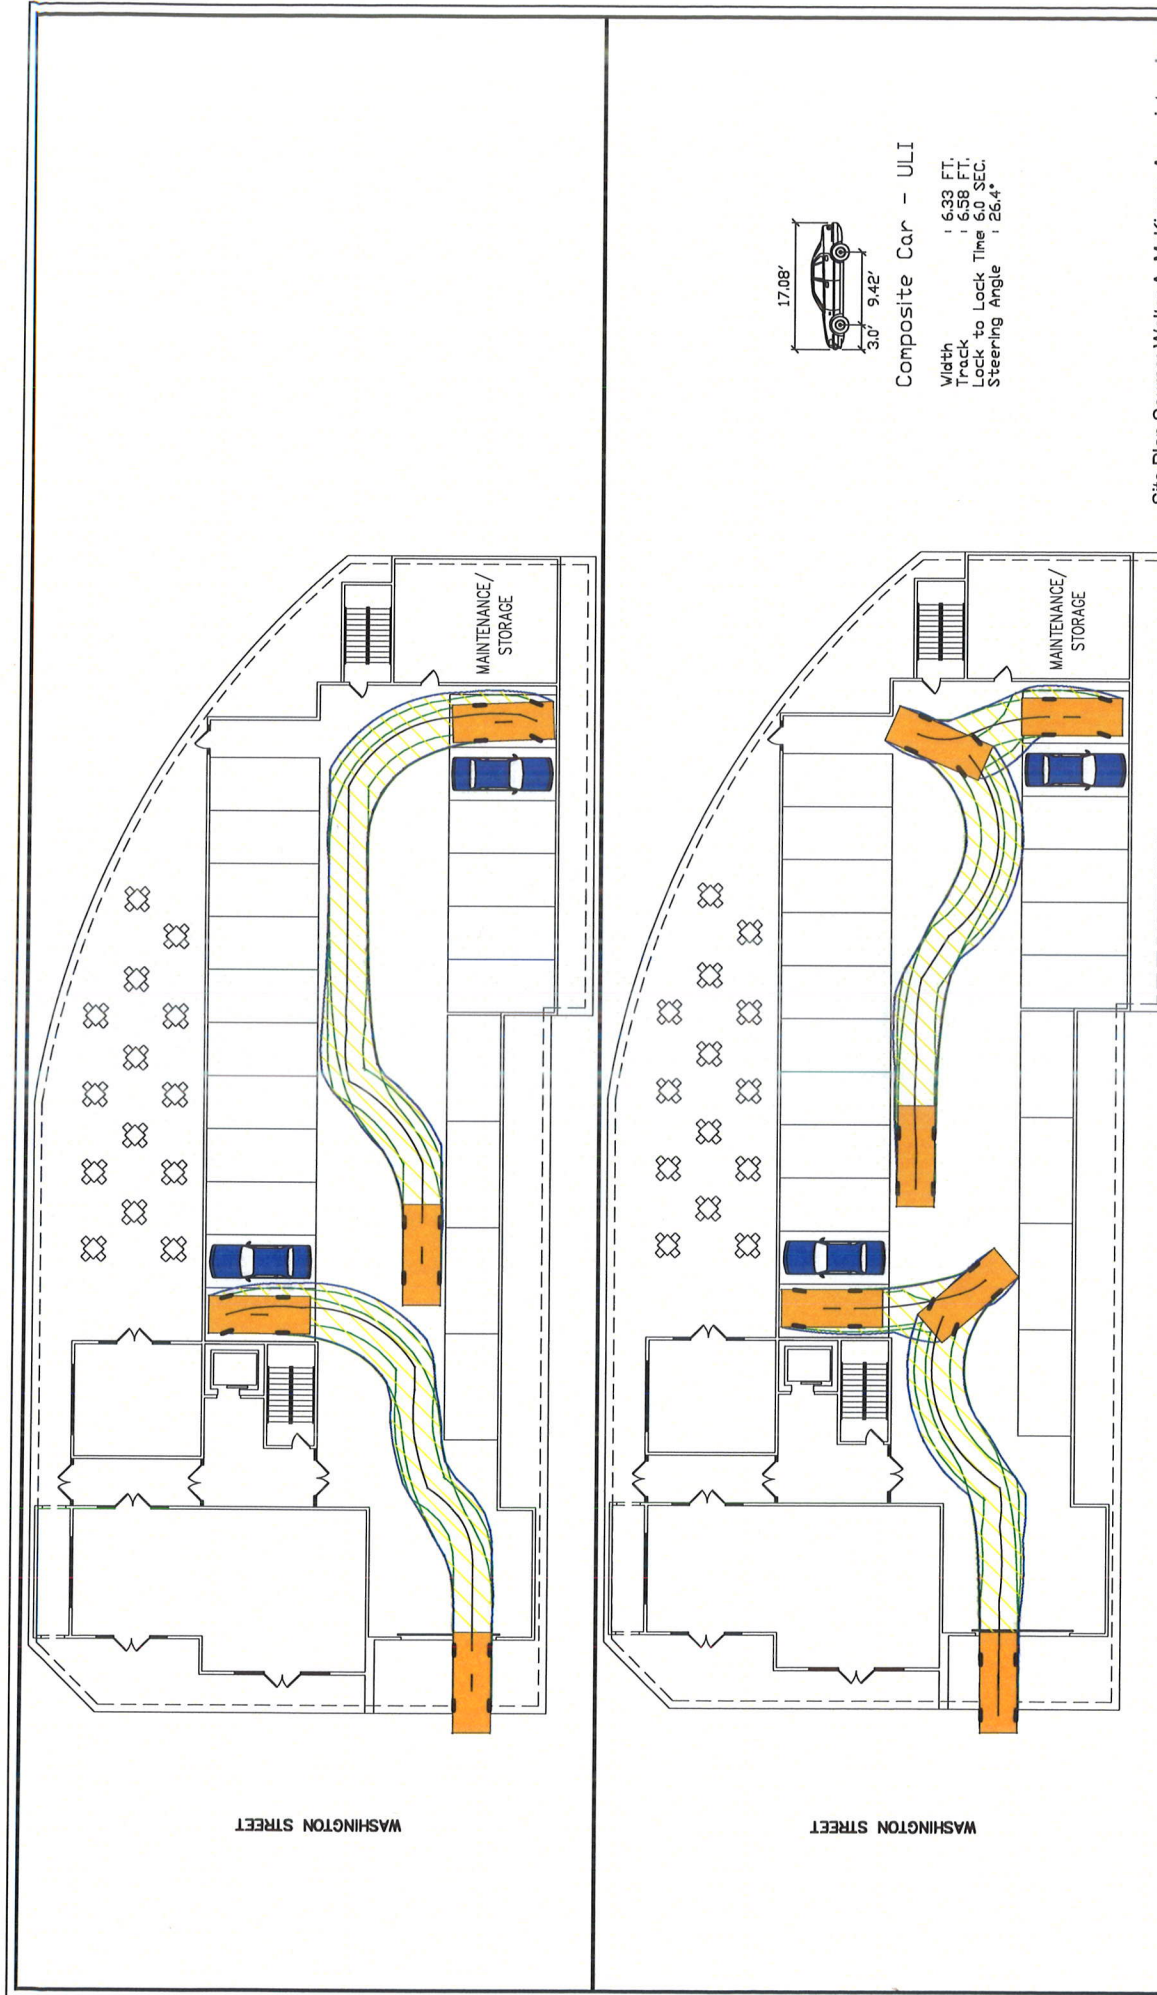 WASHINGTON STREET
MAINTENANCE/
STORAGE
WASHINGTON STREET
MAINTENANCE/
STORAGE
17.08'
3.0' 9.42'
Composite Car - ULI
Width : 6.33 FT.
Track : 6.58 FT.
Lock to Lock Time 6.0 SEC.
Steering Angle : 26.4°